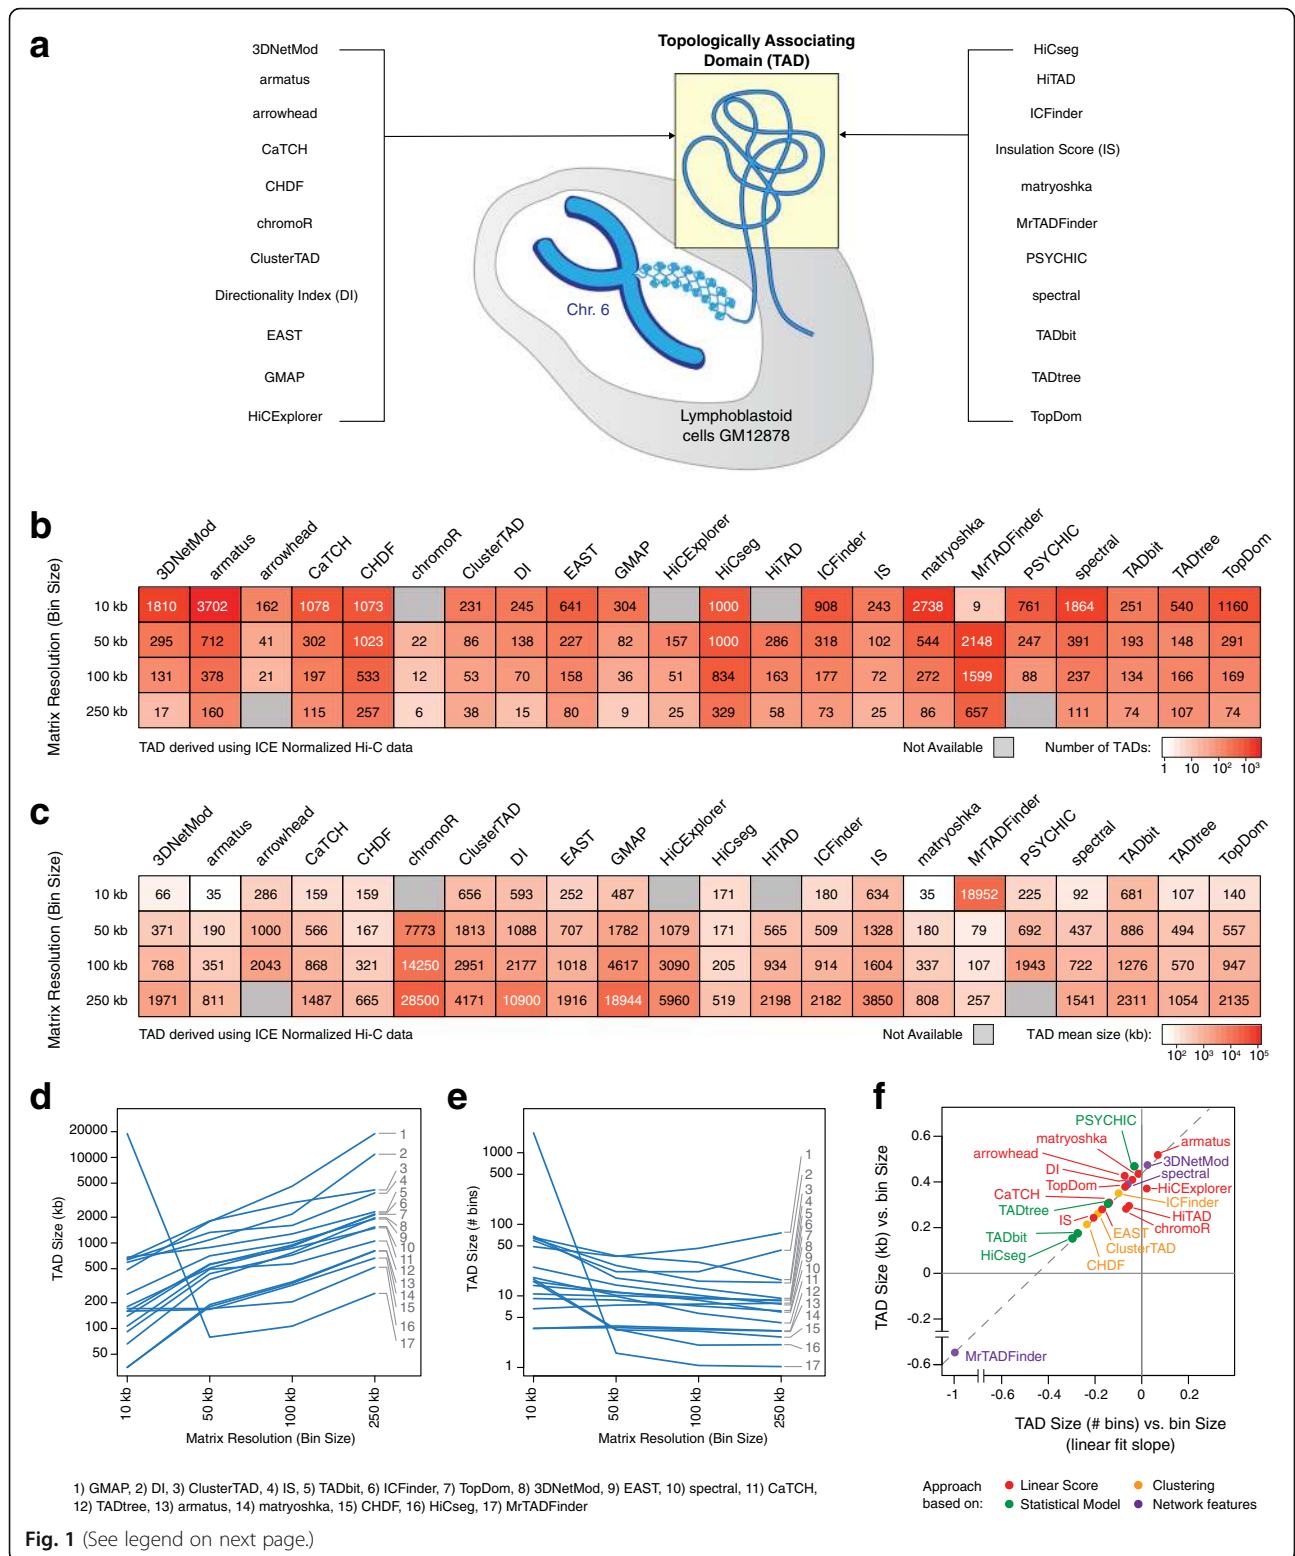 a
Topologically Associating
Domain (TAD)
3DNetMod
armatus
arrowhead
CaTCH
CHDF
chromoR
ClusterTAD
Directionality Index (DI)
EAST
GMAP
HiCExplorer
HiCseg
HiTAD
ICFinder
Insulation Score (IS)
matryoshka
MrTADFinder
PSYCHIC
spectral
TADbit
TADtree
TopDom
Chr. 6
Lymphoblastoid
cells GM12878
b
3DNetMod armatus arrowhead CaTCH CHDF chromoR ClusterTAD DI EAST GMAP HiCExplorer HiCseg HiTAD ICFinder IS matryoshka MrTADFinder PSYCHIC spectral TADbit TADtree TopDom
Matrix Resolution (Bin Size)
10 kb 1810 3702 162 1078 1073 231 245 641 304 1000 908 243 2738 9 761 1864 251 540 1160
50 kb 295 712 41 302 1023 22 86 138 227 82 157 1000 286 318 102 544 2148 247 391 193 148 291
100 kb 131 378 21 197 533 12 53 70 158 36 51 834 163 177 72 272 1599 88 237 134 166 169
250 kb 17 160 115 257 6 38 15 80 9 25 329 58 73 25 86 657 111 74 107 74
TAD derived using ICE Normalized Hi-C data
Not Available
Number of TADs:
1 10 10² 10³
c
3DNetMod armatus arrowhead CaTCH CHDF chromoR ClusterTAD DI EAST GMAP HiCExplorer HiCseg HiTAD ICFinder IS matryoshka MrTADFinder PSYCHIC spectral TADbit TADtree TopDom
Matrix Resolution (Bin Size)
10 kb 66 35 286 159 159 656 593 252 487 171 180 634 35 18952 225 92 681 107 140
50 kb 371 190 1000 566 167 7773 1813 1088 707 1782 1079 171 565 509 1328 180 79 692 437 886 494 557
100 kb 768 351 2043 868 321 14250 2951 2177 1018 4617 3090 205 934 914 1604 337 107 1943 722 1276 570 947
250 kb 1971 811 1487 665 28500 4171 10900 1916 18944 5960 519 2198 2182 3850 808 257 1541 2311 1054 2135
TAD derived using ICE Normalized Hi-C data
Not Available
TAD mean size (kb):
10² 10³ 10⁴ 10⁵
d
TAD Size (kb)
20000
10000
5000
2000
1000
500
200
100
50
10 kb
50 kb
100 kb
250 kb
Matrix Resolution (Bin Size)
1
2
3
4
5
6
7
8
9
10
11
12
13
14
15
16
17
e
TAD Size (# bins)
1000
500
100
50
10
5
1
10 kb
50 kb
100 kb
250 kb
Matrix Resolution (Bin Size)
1
2
3
4
5
6
7
8
9
10
11
12
13
14
15
16
17
f
TAD Size (kb) vs. bin Size
0.6
0.4
0.2
0
-0.2
-0.6
PSYCHIC
matryoshka
armatus
arrowhead
3DNetMod
DI
spectral
TopDom
HiCExplorer
CaTCH
ICFinder
TADtree
HiTAD
IS
chromoR
EAST
TADbit
ClusterTAD
HiCseg
CHDF
MrTADFinder
-1 -0.6 -0.4 -0.2 0 0.2
TAD Size (# bins) vs. bin Size
(linear fit slope)
Approach
based on:
Linear Score
Clustering
Statistical Model
Network features
1) GMAP, 2) DI, 3) ClusterTAD, 4) IS, 5) TADbit, 6) ICFinder, 7) TopDom, 8) 3DNetMod, 9) EAST, 10) spectral, 11) CaTCH,
12) TADtree, 13) armatus, 14) matryoshka, 15) CHDF, 16) HiCseg, 17) MrTADFinder
Fig. 1 (See legend on next page.)